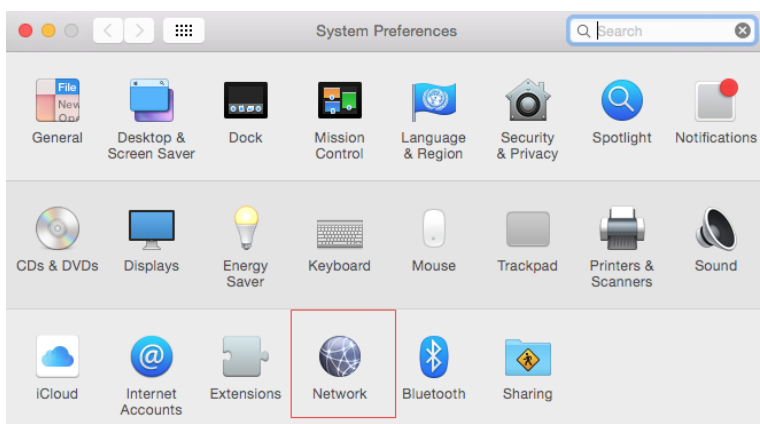 System Preferences
Search
File
New
Ope
General
Desktop &
Screen Saver
Dock
Mission
Control
Language
& Region
Security
& Privacy
Spotlight
Notifications
CDs & DVDs
Displays
Energy
Saver
Keyboard
Mouse
Trackpad
Printers &
Scanners
Sound
@
iCloud
Internet
Accounts
Extensions
Network
Bluetooth
Sharing